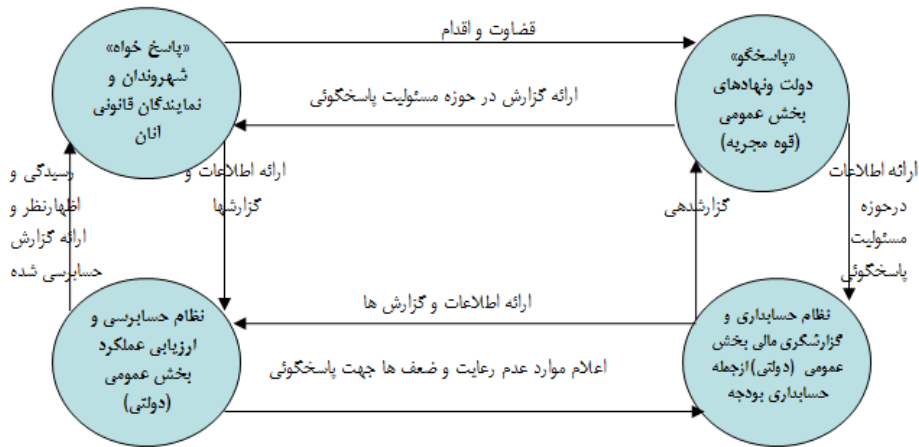 قضاوت و اقدام
«پاسخگو»
دولت ونهادهای
بخش عمومی
(قوه مجریه)
«پاسخ خواه»
شهروندان و
نمایندگان قانونی
انان
ارائه گزارش در حوزه مسئولیت پاسخگوئی
ارائه اطلاعات
درحوزه
مسئولیت
پاسخگوئی
گزارشدهی
ارائه اطلاعات و
گزارشها
رسیدگی و
اظهارنظر و
ارائه گزارش
حسابرسی شده
ارائه اطلاعات و گزارش ها
نظام حسابداری و
گزارشگری مالی بخش
عمومی (دولتی)ازجمله
حسابداری بودجه
نظام حسابرسی و
ارزیابی عملکرد
بخش عمومی
(دولتی)
اعلام موارد عدم رعایت و ضعف ها جهت پاسخگوئی